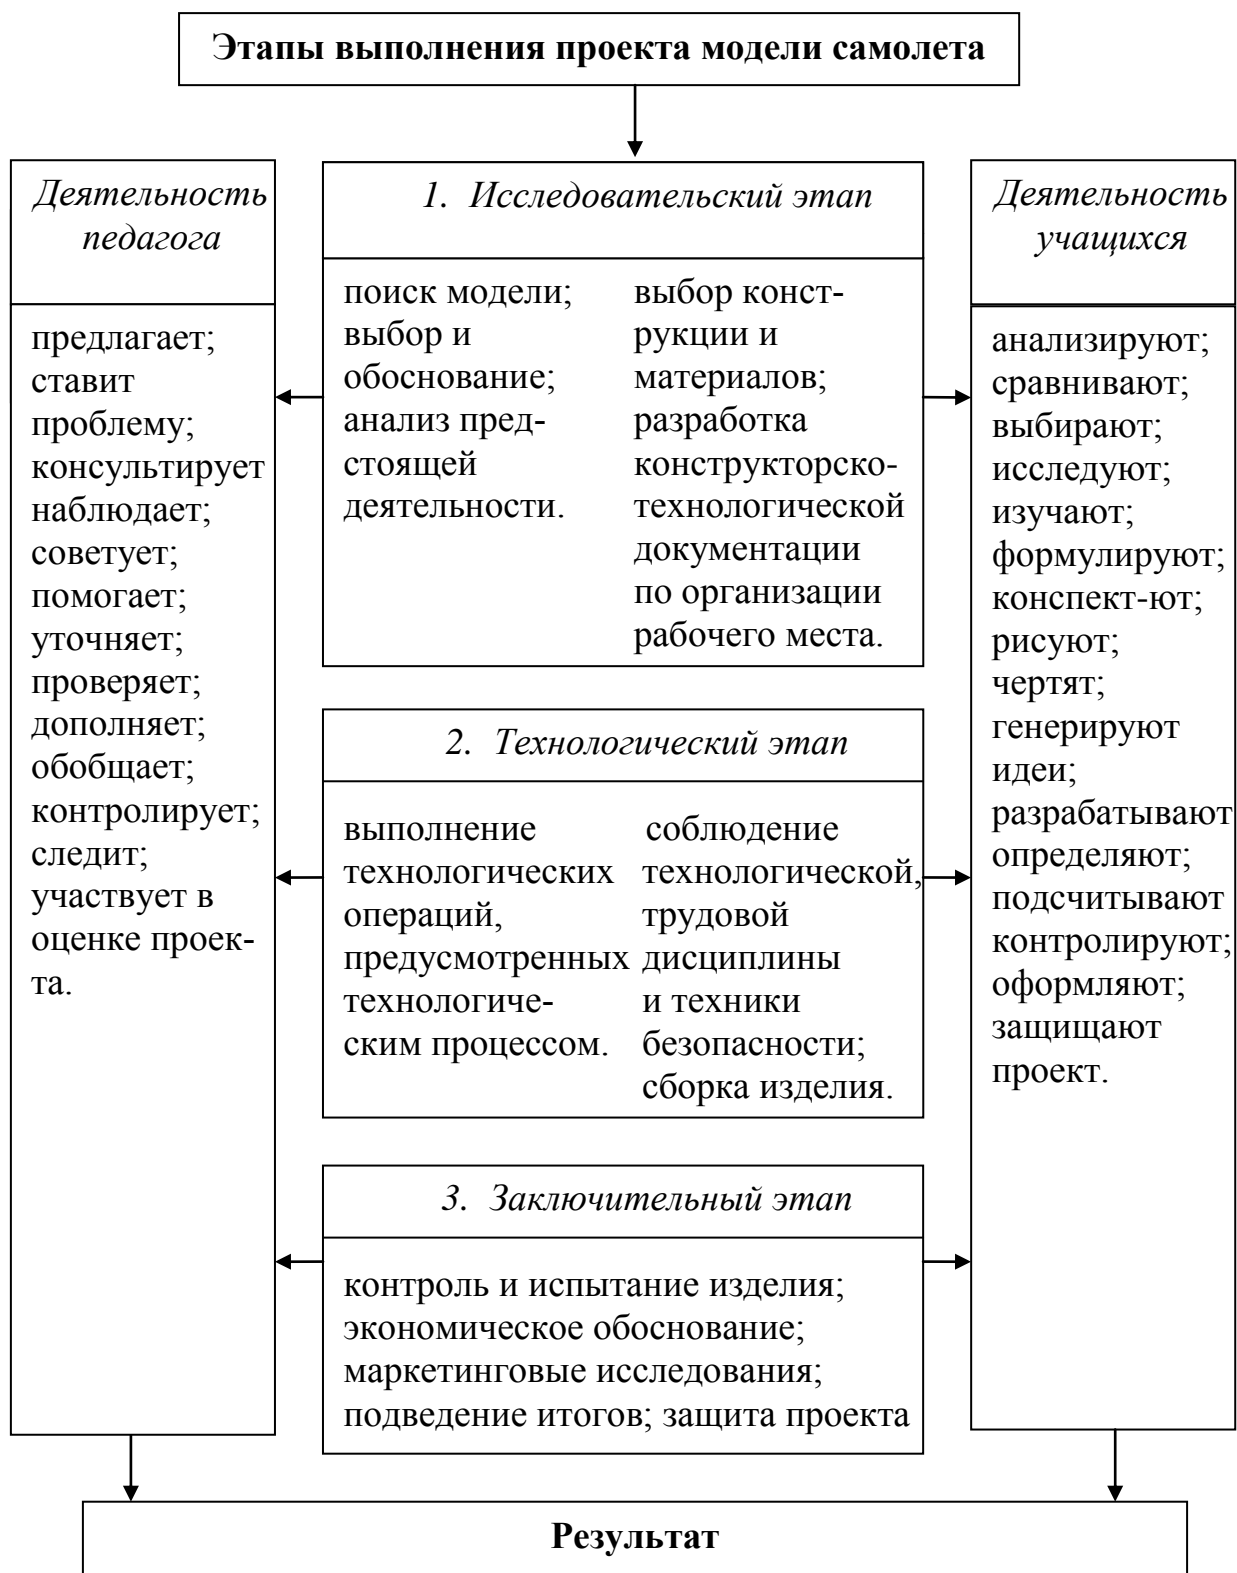 Этапы выполнения проекта модели самолета
Деятельность
педагога
предлагает;
ставит
проблему;
консультирует
наблюдает;
советует;
помогает;
уточняет;
проверяет;
дополняет;
обобщает;
контролирует;
следит;
участвует в
оценке проек-
та.
1. Исследовательский этап
поиск модели;
выбор и
обоснование;
анализ пред-
стоящей
деятельности.
выбор конст-
рукции и
материалов;
разработка
конструкторско-
технологической
документации
по организации
рабочего места.
2. Технологический этап
выполнение
технологических
операций,
предусмотренных
технологиче-
ским процессом.
соблюдение
технологической,
трудовой
дисциплины
и техники
безопасности;
сборка изделия.
3. Заключительный этап
контроль и испытание изделия;
экономическое обоснование;
маркетинговые исследования;
подведение итогов; защита проекта
Деятельность
учащихся
анализируют;
сравнивают;
выбирают;
исследуют;
изучают;
формулируют;
конспект-ют;
рисуют;
чертят;
генерируют
идеи;
разрабатывают
определяют;
подсчитывают
контролируют;
оформляют;
защищают
проект.
Результат